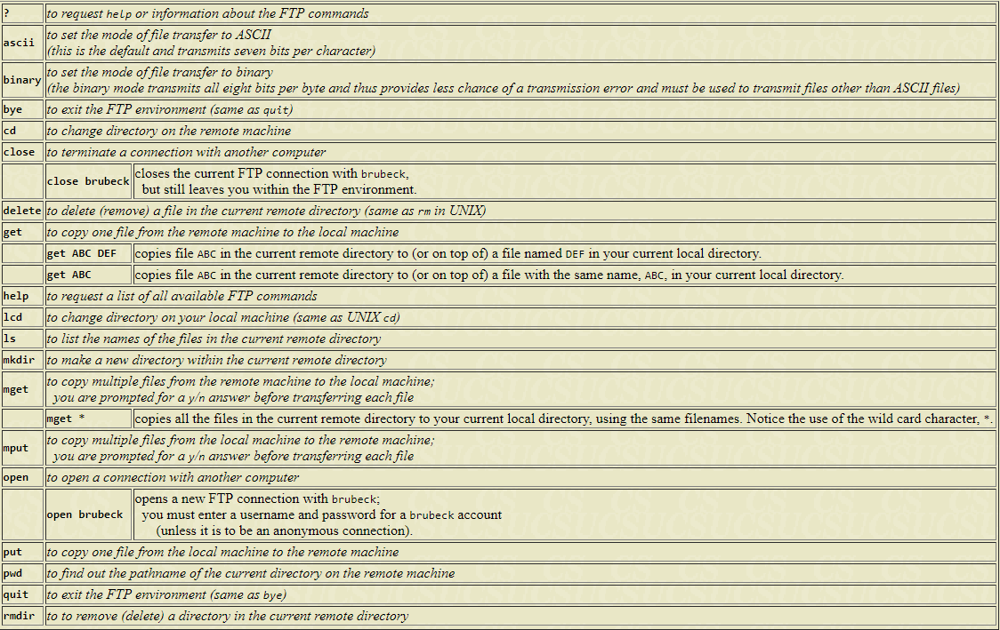 ? to request help or information about the FTP commands
ascii to set the mode of file transfer to ASCII
(this is the default and transmits seven bits per character)
binary to set the mode of file transfer to binary
(the binary mode transmits all eight bits per byte and thus provides less chance of a transmission error and must be used to transmit files other than ASCII files)
bye to exit the FTP environment (same as quit)
cd to change directory on the remote machine
close to terminate a connection with another computer
close brubeck closes the current FTP connection with brubeck,
but still leaves you within the FTP environment.
delete to delete (remove) a file in the current remote directory (same as rm in UNIX)
get to copy one file from the remote machine to the local machine
get ABC DEF copies file ABC in the current remote directory to (or on top of) a file named DEF in your current local directory.
get ABC copies file ABC in the current remote directory to (or on top of) a file with the same name, ABC, in your current local directory.
help to request a list of all available FTP commands
lcd to change directory on your local machine (same as UNIX cd)
ls to list the names of the files in the current remote directory
mkdir to make a new directory within the current remote directory
mget to copy multiple files from the remote machine to the local machine;
you are prompted for a y/n answer before transferring each file
mget * copies all the files in the current remote directory to your current local directory, using the same filenames. Notice the use of the wild card character, *.
mput to copy multiple files from the local machine to the remote machine;
you are prompted for a y/n answer before transferring each file
open to open a connection with another computer
open brubeck opens a new FTP connection with brubeck;
you must enter a username and password for a brubeck account
(unless it is to be an anonymous connection).
put to copy one file from the local machine to the remote machine
pwd to find out the pathname of the current directory on the remote machine
quit to exit the FTP environment (same as bye)
rmdir to to remove (delete) a directory in the current remote directory